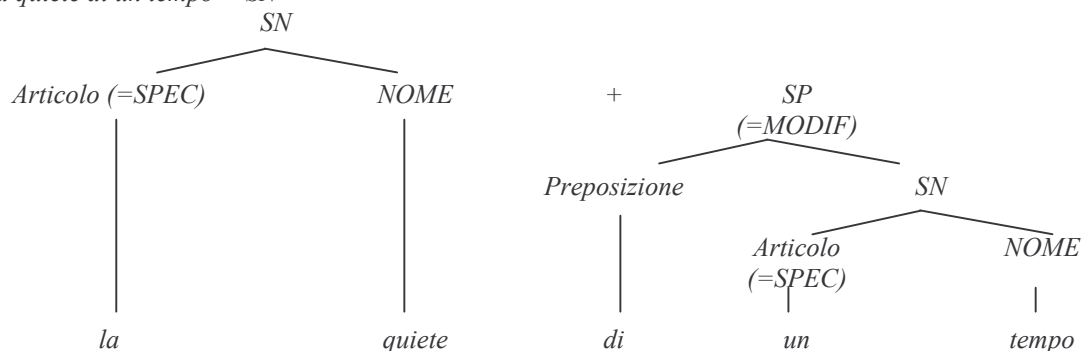 quiete di un tempo = SN
SN
Articolo (=SPEC) NOME + SP
(=MODIF)
Preposizione SN
Articolo NOME
(=SPEC)
la quiete di un tempo